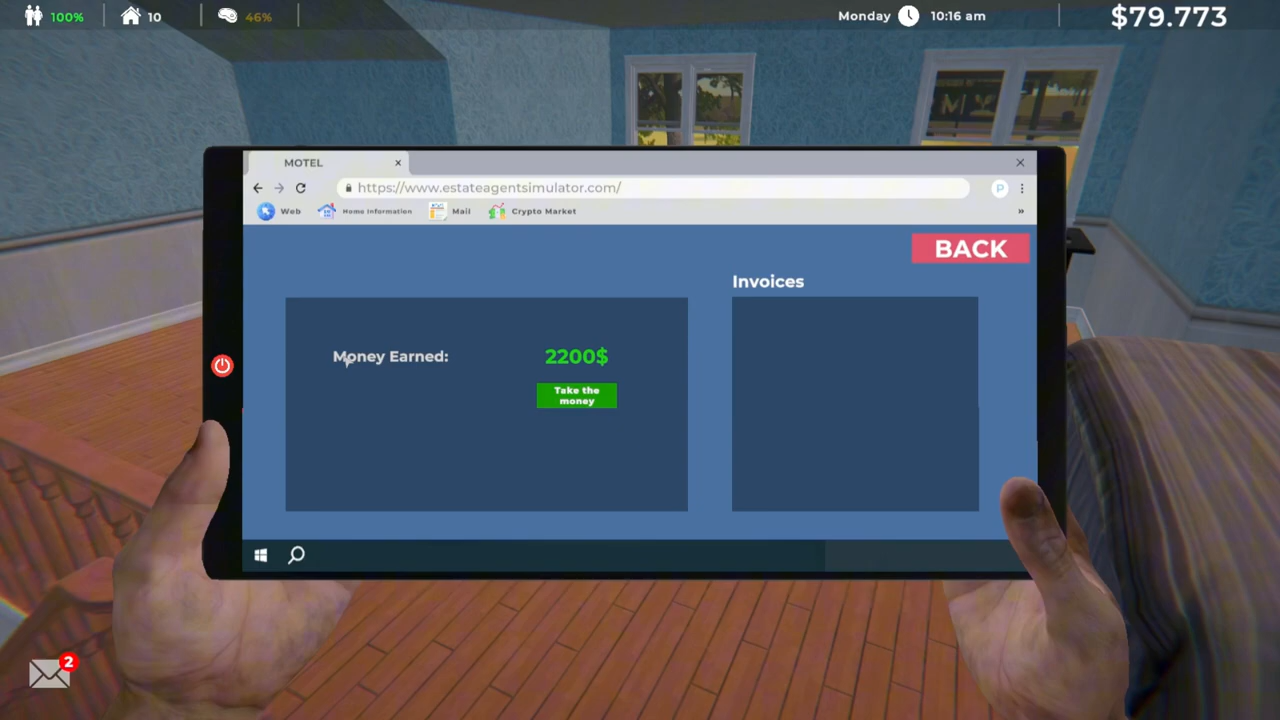 100%
10
46%
Monday
10:16 am
$79.773
MOTEL
https://www.estateagentsimulator.com/
P
Web
Home Information
Mail
Crypto Market
»
BACK
Invoices
Money Earned:
2200$
Take the
money
2